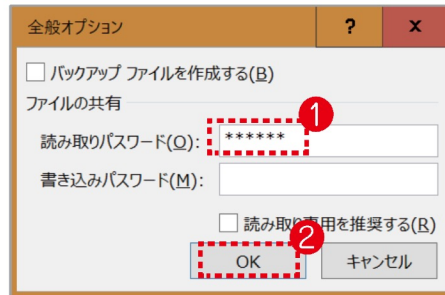 全般オプション ? x
バックアップ ファイルを作成する(B)
ファイルの共有
1
読み取りパスワード(O): ******
書き込みパスワード(M):
読み取り専用を推奨する(R)
2
OK キャンセル